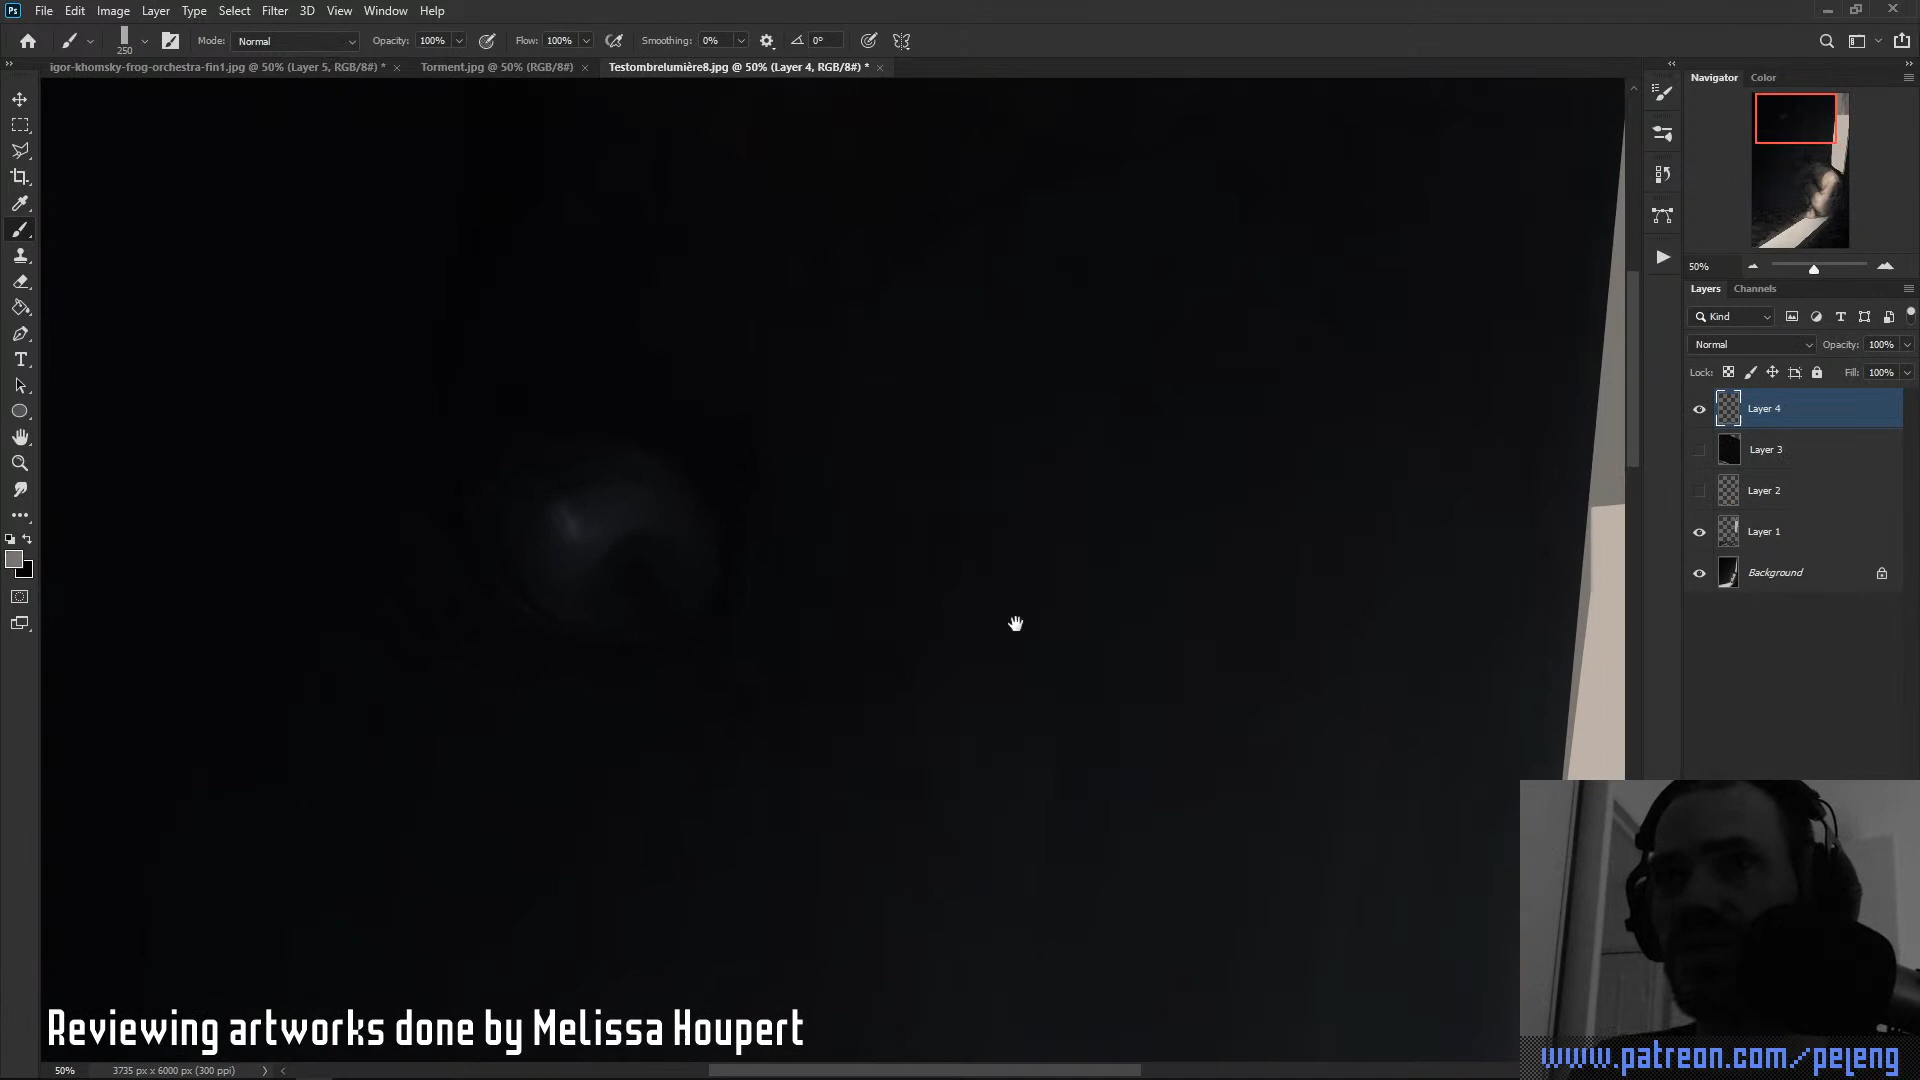 Ps File Edit Image Layer Type Select Filter 3D View Window Help
250 Mode: Normal Opacity: 100% Flow: 100% Smoothing: 0% 0°
igor-khomsky-frog-orchestra-fin1.jpg @ 50% (Layer 5, RGB/8#) * Torment.jpg @ 50% (RGB/8#) Testombrelumière8.jpg @ 50% (Layer 4, RGB/8#) *
Navigator Color
50%
Layers Channels
Kind
Normal Opacity: 100%
Lock: Fill: 100%
Layer 4
Layer 3
Layer 2
Layer 1
Background
Reviewing artworks done by Melissa Houpert
www.patreon.com/pejeng
50% 3735 px x 6000 px (300 ppi)